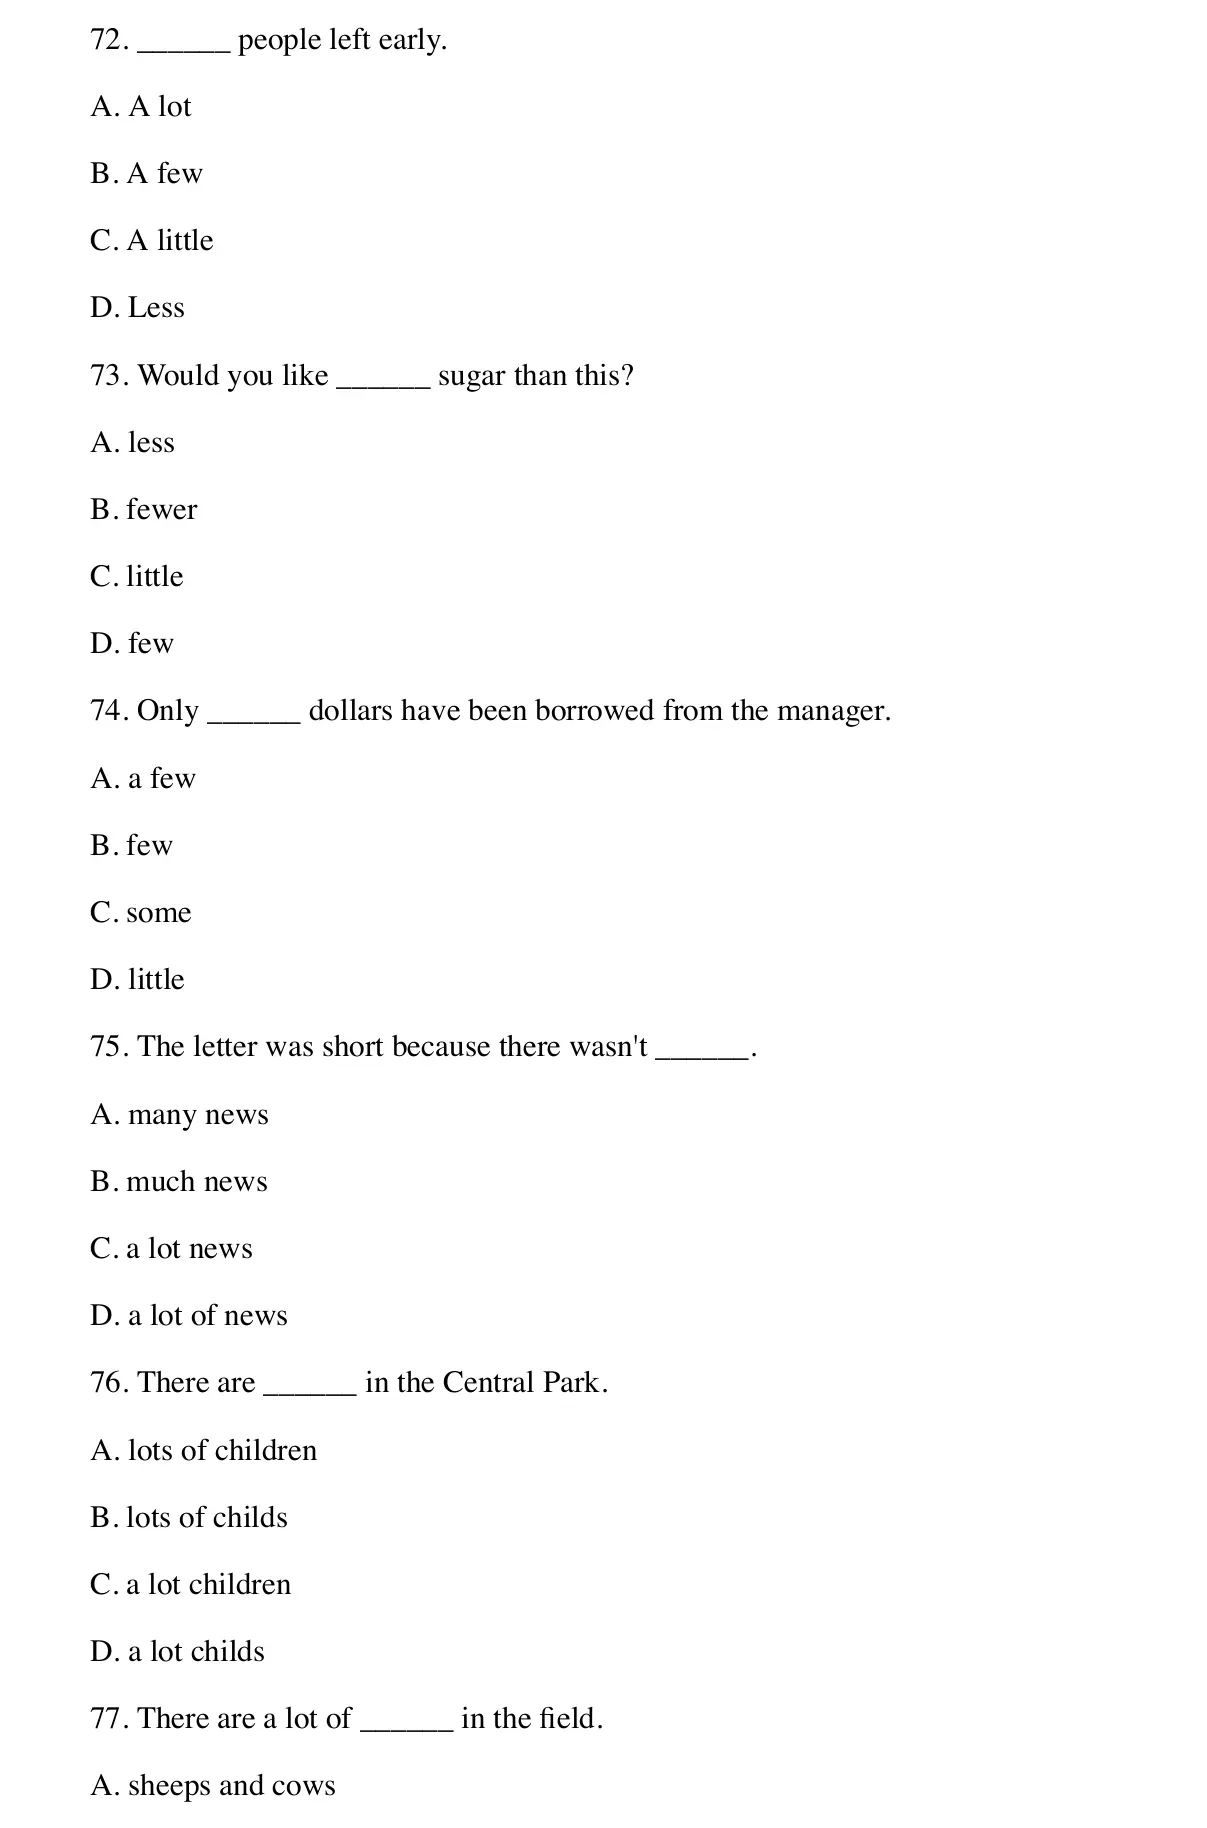 72. ______ people left early.
A. A lot
B. A few
C. A little
D. Less
73. Would you like ______ sugar than this?
A. less
B. fewer
C. little
D. few
74. Only ______ dollars have been borrowed from the manager.
A. a few
B. few
C. some
D. little
75. The letter was short because there wasn't ______.
A. many news
B. much news
C. a lot news
D. a lot of news
76. There are ______ in the Central Park.
A. lots of children
B. lots of childs
C. a lot children
D. a lot childs
77. There are a lot of ______ in the field.
A. sheeps and cows